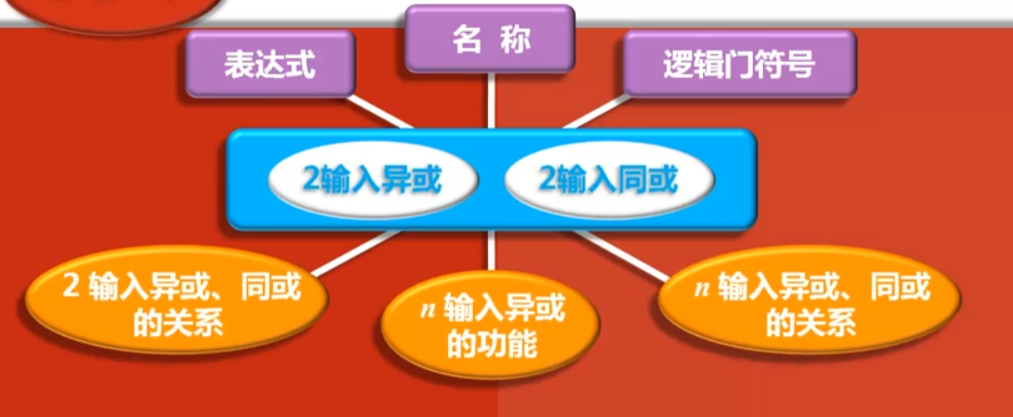 名 称
表达式
逻辑门符号
2输入异或
2输入同或
2 输入异或、同或
的关系
n 输入异或
的功能
n 输入异或、同或
的关系